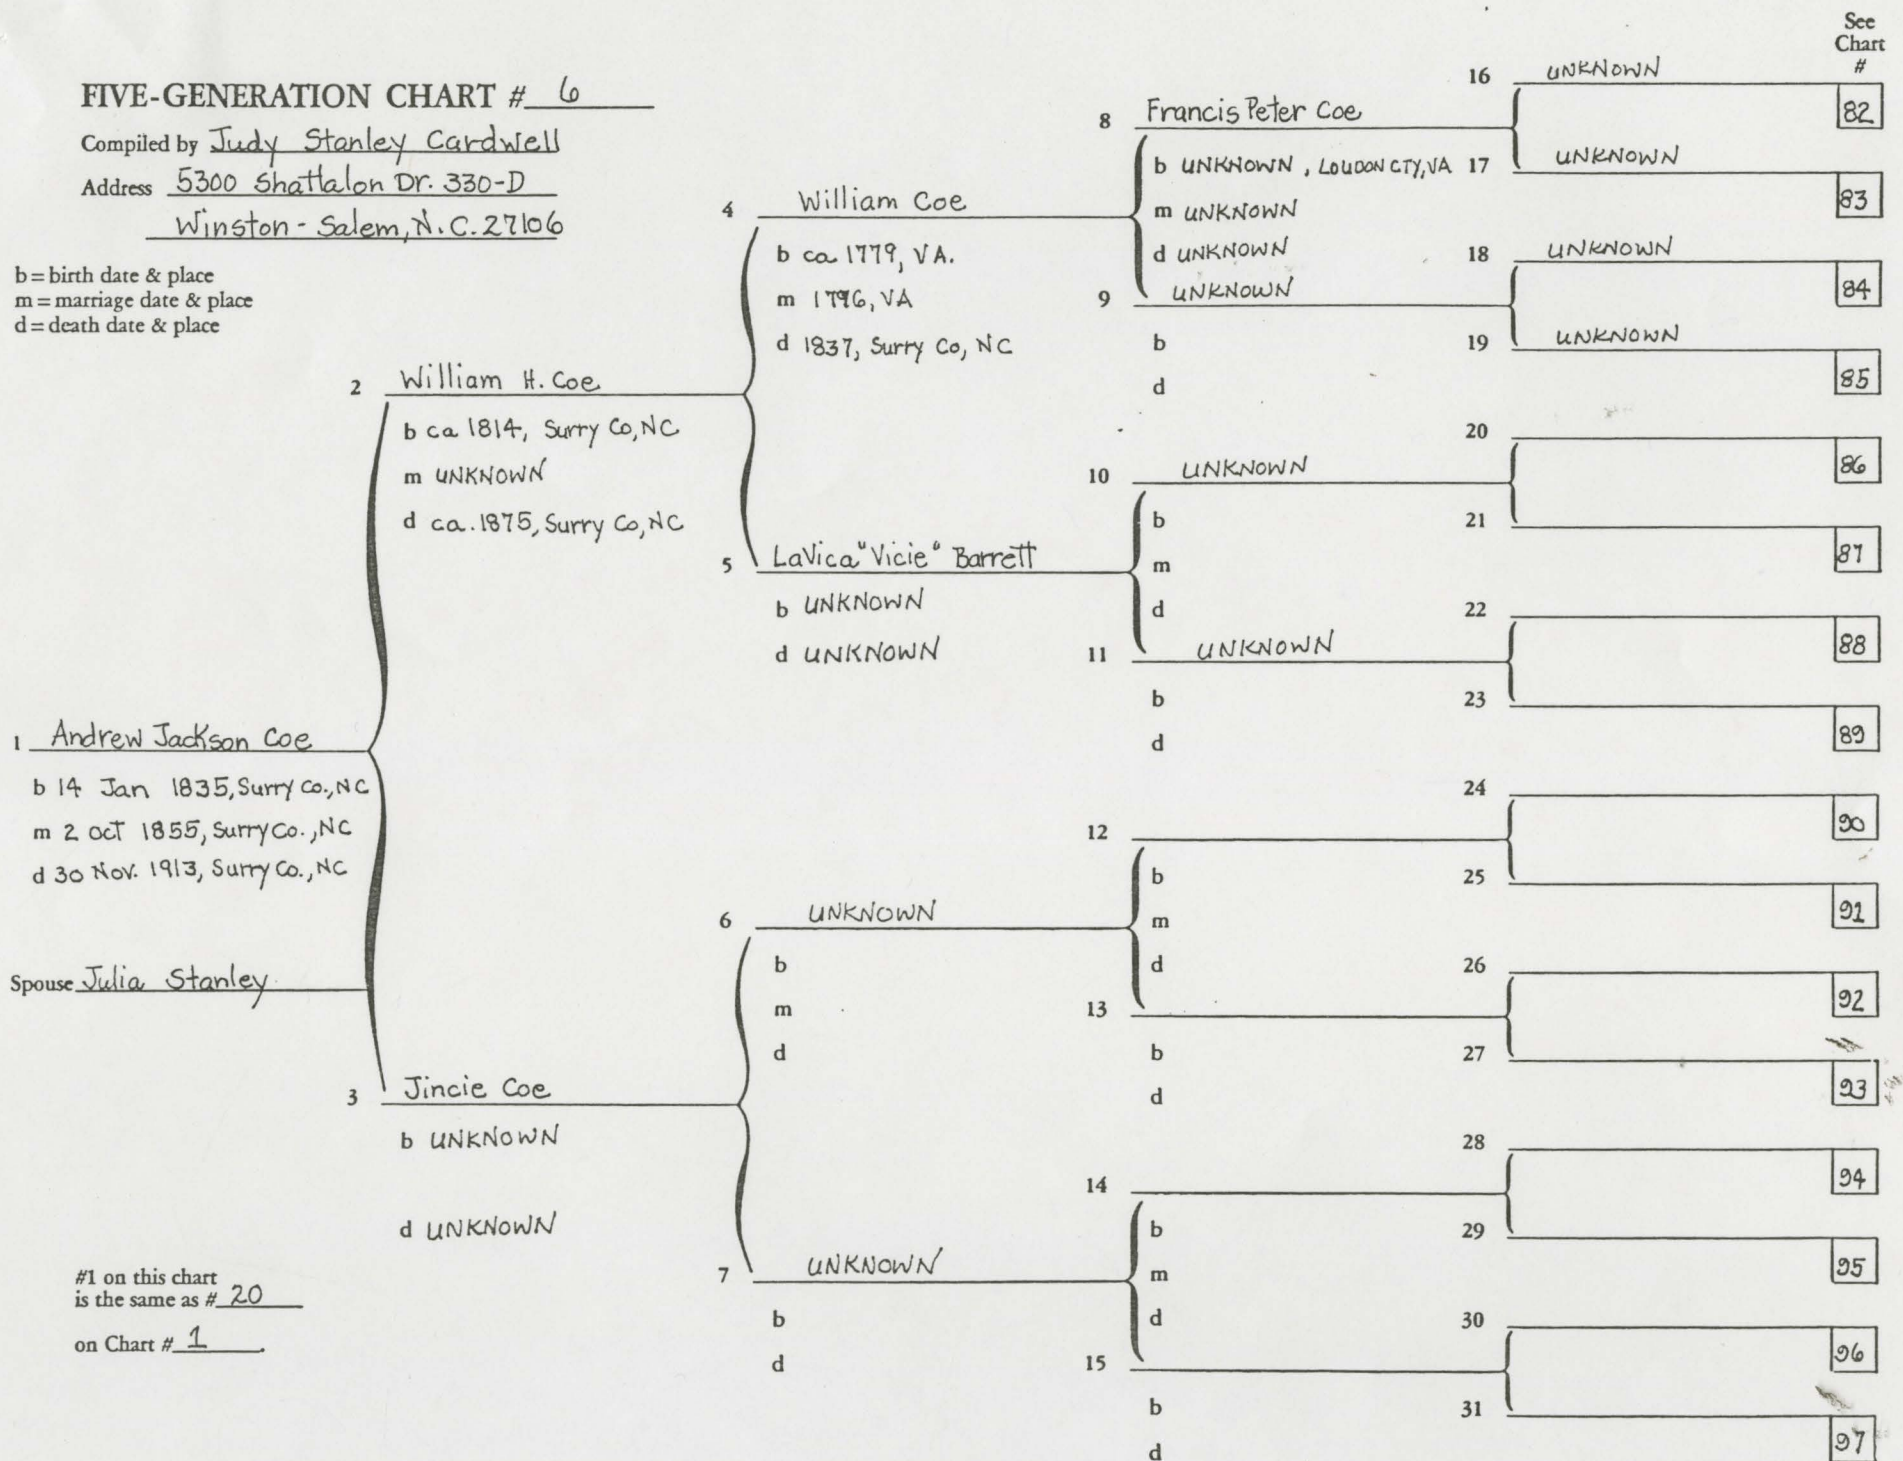 See
Chart
#
FIVE-GENERATION CHART # 6
Compiled by Judy Stanley Cardwell
Address 5300 Shattalon Dr. 330-D
Winston-Salem, N.C. 27106
b = birth date & place
m = marriage date & place
d = death date & place
1 Andrew Jackson Coe
b 14 Jan 1835, Surry Co., NC
m 2 Oct 1855, Surry Co., NC
d 30 Nov. 1913, Surry Co., NC
Spouse Julia Stanley
#1 on this chart
is the same as # 20
on Chart # 1.
2 William H. Coe
b ca 1814, Surry Co, NC
m UNKNOWN
d ca. 1875, Surry Co, NC
3 Jincie Coe
b UNKNOWN
d UNKNOWN
4 William Coe
b ca 1779, VA.
m 1796, VA
d 1837, Surry Co, NC
5 LaVica "Vicie" Barrett
b UNKNOWN
d UNKNOWN
6 UNKNOWN
b
m
d
7 UNKNOWN
b
d
8 Francis Peter Coe
b UNKNOWN, LOUDON CTY, VA
m UNKNOWN
d UNKNOWN
9 UNKNOWN
b
d
10 UNKNOWN
b
m
d
11 UNKNOWN
b
d
12
b
m
d
13
b
d
14
b
m
d
15
b
d
16 UNKNOWN
82
17 UNKNOWN
83
18 UNKNOWN
84
19 UNKNOWN
85
20
86
21
87
22
88
23
89
24
90
25
91
26
92
27
93
28
94
29
95
30
96
31
97